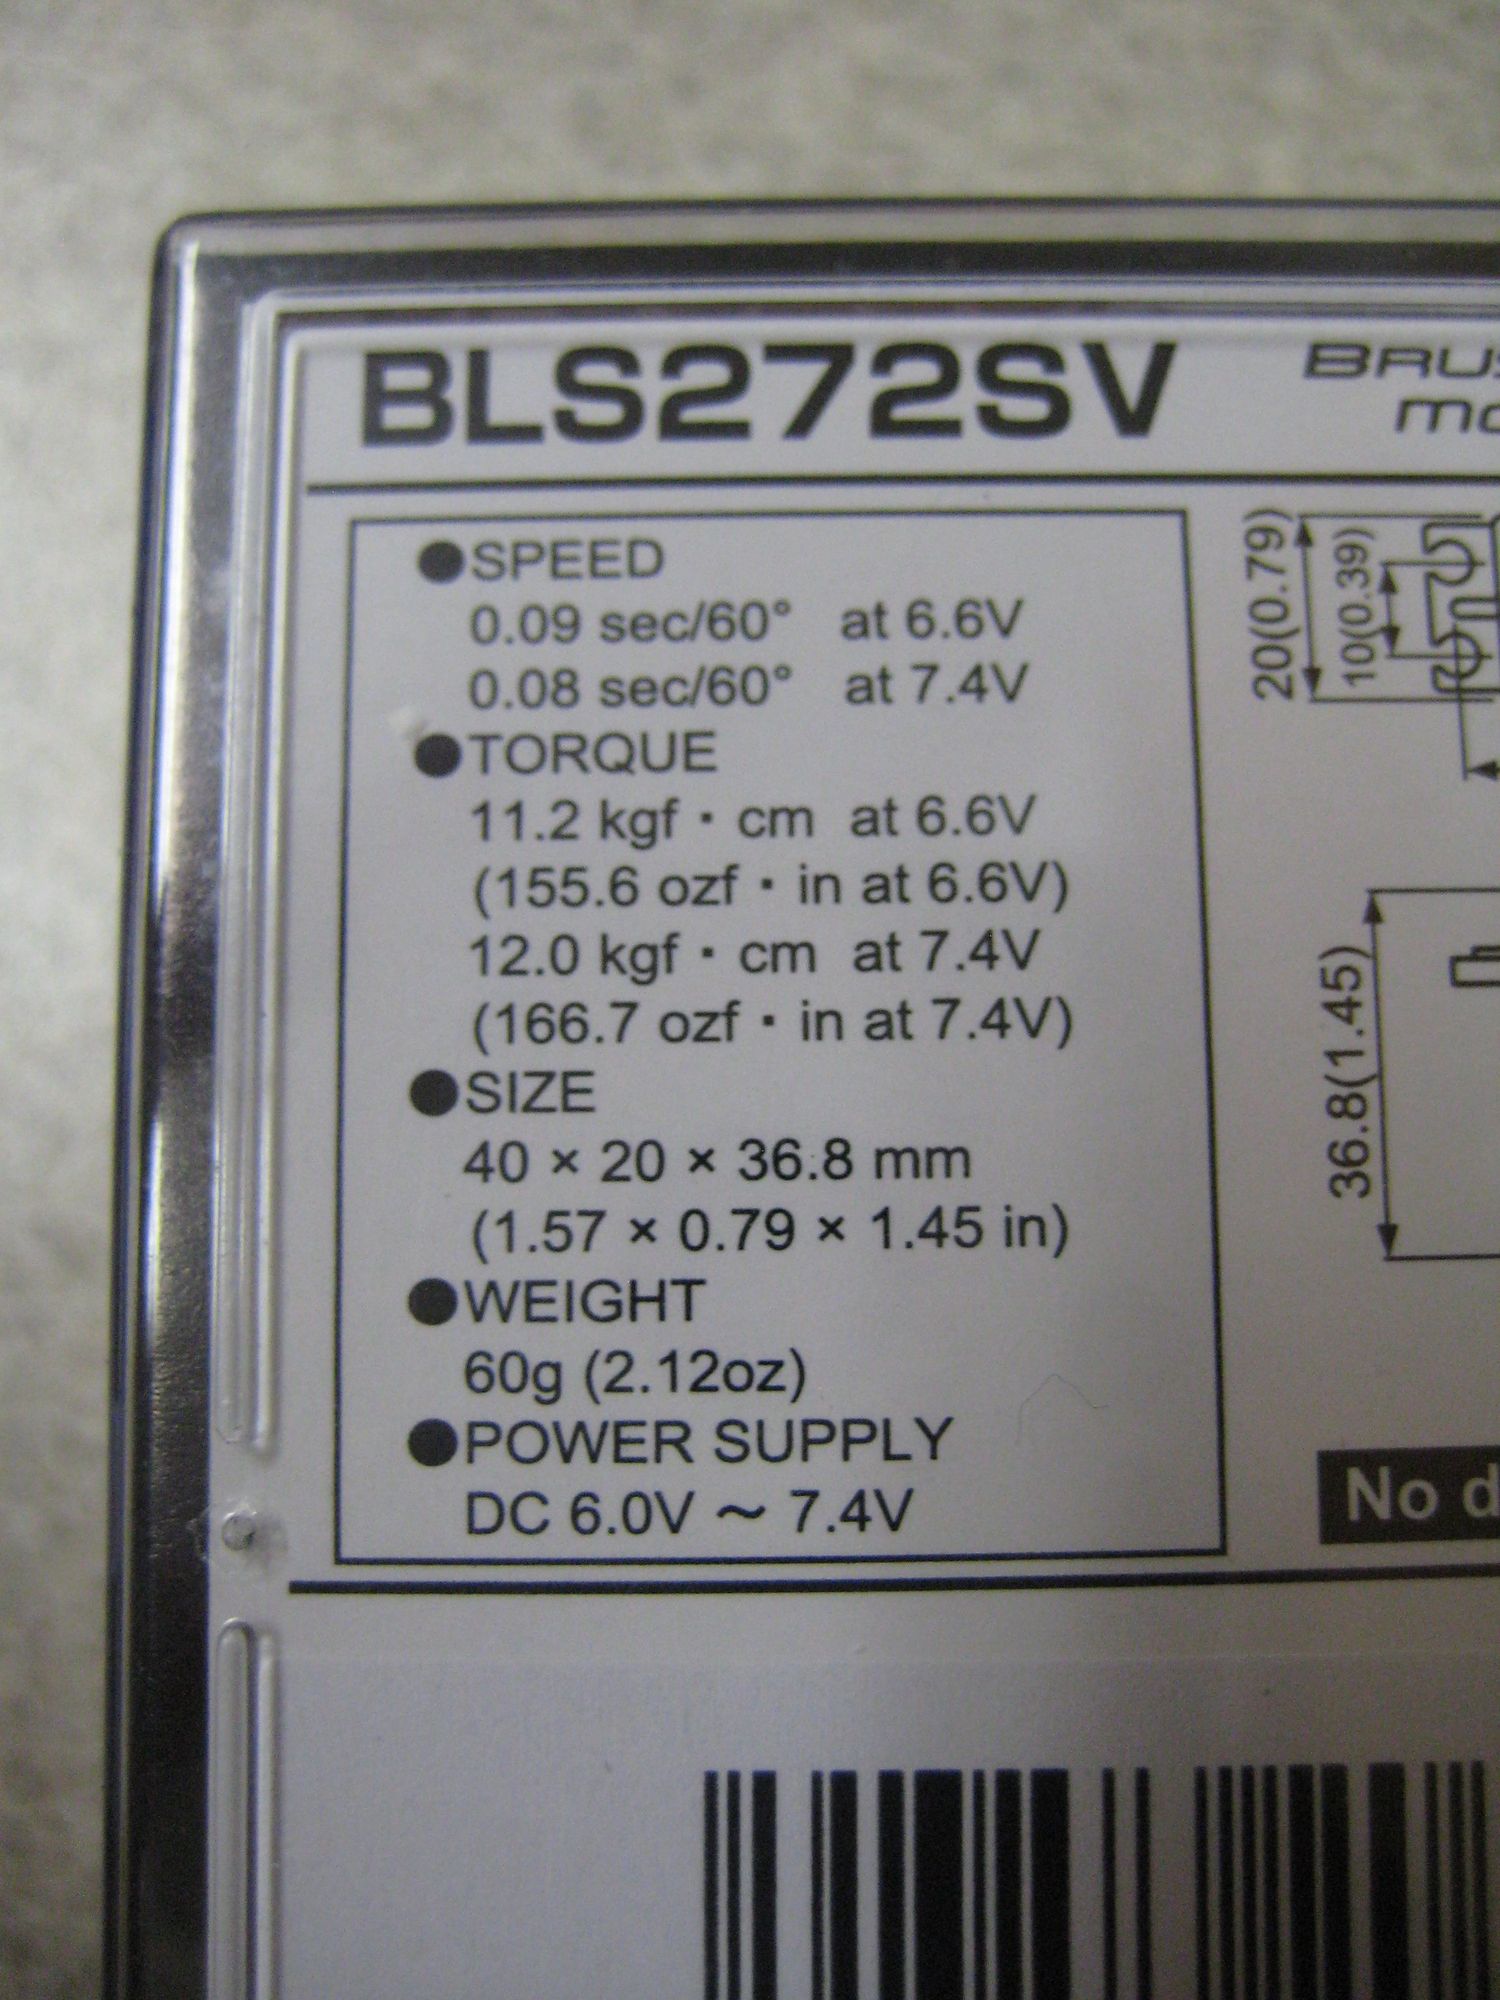 BLS272SV
●SPEED
0.09 sec/60° at 6.6V
0.08 sec/60° at 7.4V
●TORQUE
11.2 kgf・cm at 6.6V
(155.6 ozf・in at 6.6V)
12.0 kgf・cm at 7.4V
(166.7 ozf・in at 7.4V)
●SIZE
40 × 20 × 36.8 mm
(1.57 × 0.79 × 1.45 in)
●WEIGHT
60g (2.12oz)
●POWER SUPPLY
DC 6.0V ～ 7.4V
20(0.79)
10(0.39)
36.8(1.45)
No